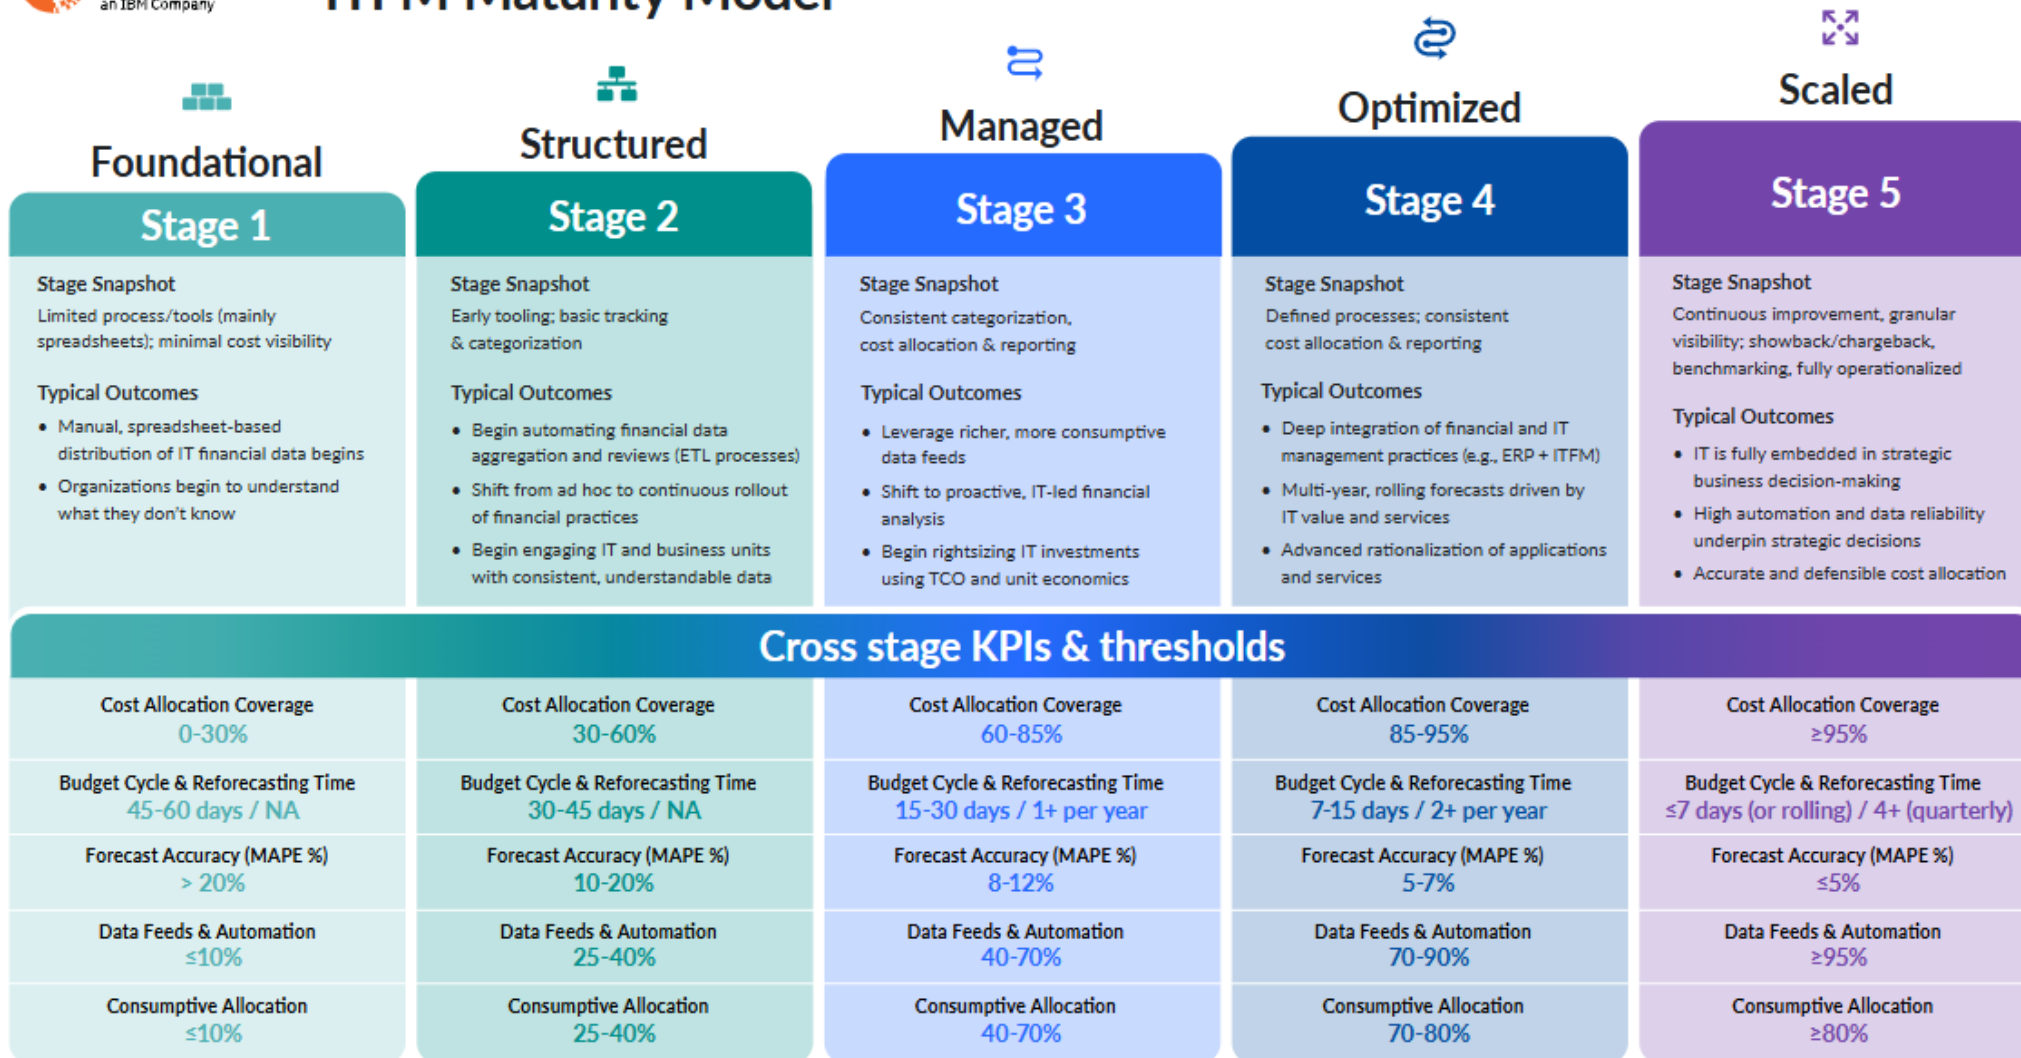 an IBM Company
ITFM Maturity Model
Foundational
Structured
Managed
Optimized
Scaled
Stage 1
Stage 2
Stage 3
Stage 4
Stage 5
Stage Snapshot
Limited process/tools (mainly
spreadsheets); minimal cost visibility
Typical Outcomes
• Manual, spreadsheet-based
distribution of IT financial data begins
• Organizations begin to understand
what they don't know
Stage Snapshot
Early tooling; basic tracking
& categorization
Typical Outcomes
• Begin automating financial data
aggregation and reviews (ETL processes)
• Shift from ad hoc to continuous rollout
of financial practices
• Begin engaging IT and business units
with consistent, understandable data
Stage Snapshot
Consistent categorization,
cost allocation & reporting
Typical Outcomes
• Leverage richer, more consumptive
data feeds
• Shift to proactive, IT-led financial
analysis
• Begin rightsizing IT investments
using TCO and unit economics
Stage Snapshot
Defined processes; consistent
cost allocation & reporting
Typical Outcomes
• Deep integration of financial and IT
management practices (e.g., ERP + ITFM)
• Multi-year, rolling forecasts driven by
IT value and services
• Advanced rationalization of applications
and services
Stage Snapshot
Continuous improvement, granular
visibility; showback/chargeback,
benchmarking, fully operationalized
Typical Outcomes
• IT is fully embedded in strategic
business decision-making
• High automation and data reliability
underpin strategic decisions
• Accurate and defensible cost allocation
Cross stage KPIs & thresholds
Cost Allocation Coverage
0-30%
Cost Allocation Coverage
30-60%
Cost Allocation Coverage
60-85%
Cost Allocation Coverage
85-95%
Cost Allocation Coverage
≥95%
Budget Cycle & Reforecasting Time
45-60 days / NA
Budget Cycle & Reforecasting Time
30-45 days / NA
Budget Cycle & Reforecasting Time
15-30 days / 1+ per year
Budget Cycle & Reforecasting Time
7-15 days / 2+ per year
Budget Cycle & Reforecasting Time
≤7 days (or rolling) / 4+ (quarterly)
Forecast Accuracy (MAPE %)
> 20%
Forecast Accuracy (MAPE %)
10-20%
Forecast Accuracy (MAPE %)
8-12%
Forecast Accuracy (MAPE %)
5-7%
Forecast Accuracy (MAPE %)
≤5%
Data Feeds & Automation
≤10%
Data Feeds & Automation
25-40%
Data Feeds & Automation
40-70%
Data Feeds & Automation
70-90%
Data Feeds & Automation
≥95%
Consumptive Allocation
≤10%
Consumptive Allocation
25-40%
Consumptive Allocation
40-70%
Consumptive Allocation
70-80%
Consumptive Allocation
≥80%